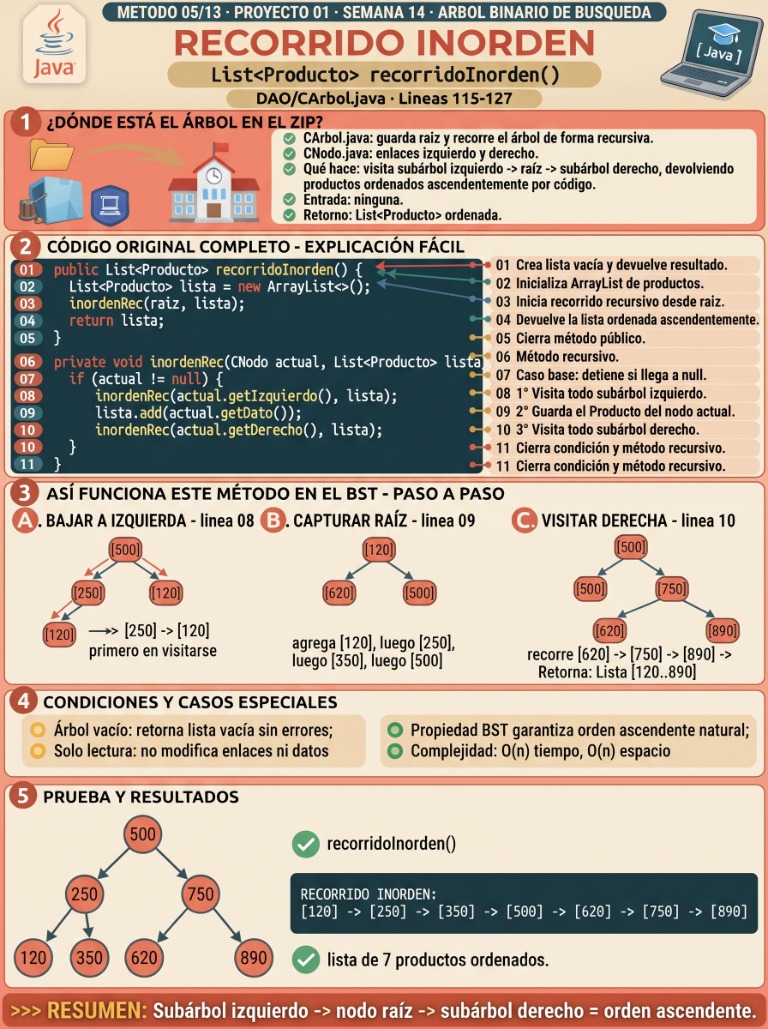 METODO 05/13 · PROYECTO 01 · SEMANA 14 · ARBOL BINARIO DE BUSQUEDA
Java
RECORRIDO INORDEN
[ Java ]
List<Producto> recorridoInorden()
DAO/CArbol.java · Lineas 115-127
1 ¿DÓNDE ESTÁ EL ÁRBOL EN EL ZIP?
CArbol.java: guarda raiz y recorre el árbol de forma recursiva.
CNodo.java: enlaces izquierdo y derecho.
Qué hace: visita subárbol izquierdo -> raíz -> subárbol derecho, devolviendo
productos ordenados ascendentemente por código.
Entrada: ninguna.
Retorno: List<Producto> ordenada.
2 CÓDIGO ORIGINAL COMPLETO - EXPLICACIÓN FÁCIL
01 public List<Producto> recorridoInorden() {
02 List<Producto> lista = new ArrayList<>();
03 inordenRec(raiz, lista);
04 return lista;
05 }
06 private void inordenRec(CNodo actual, List<Producto> lista
07 if (actual != null) {
08 inordenRec(actual.getIzquierdo(), lista);
09 lista.add(actual.getDato());
10 inordenRec(actual.getDerecho(), lista);
10 }
11 }
01 Crea lista vacía y devuelve resultado.
02 Inicializa ArrayList de productos.
03 Inicia recorrido recursivo desde raiz.
04 Devuelve la lista ordenada ascendentemente.
05 Cierra método público.
06 Método recursivo.
07 Caso base: detiene si llega a null.
08 1° Visita todo subárbol izquierdo.
09 2° Guarda el Producto del nodo actual.
10 3° Visita todo subárbol derecho.
11 Cierra condición y método recursivo.
11 Cierra condición y método recursivo.
3 ASÍ FUNCIONA ESTE MÉTODO EN EL BST - PASO A PASO
A. BAJAR A IZQUIERDA - linea 08
[500]
[250] [120]
[120] —>> [250] -> [120]
primero en visitarse
B. CAPTURAR RAÍZ - linea 09
[120]
[620] [500]
agrega [120], luego [250],
luego [350], luego [500]
C. VISITAR DERECHA - linea 10
[500]
[500] [750]
[620] [890]
recorre [620] -> [750] -> [890] ->
Retorna: Lista [120..890]
4 CONDICIONES Y CASOS ESPECIALES
Árbol vacío: retorna lista vacía sin errores;
Solo lectura: no modifica enlaces ni datos
Propiedad BST garantiza orden ascendente natural;
Complejidad: O(n) tiempo, O(n) espacio
5 PRUEBA Y RESULTADOS
500
250 750
120 350 620 890
recorridoInorden()
RECORRIDO INORDEN:
[120] -> [250] -> [350] -> [500] -> [620] -> [750] -> [890]
lista de 7 productos ordenados.
>>> RESUMEN: Subárbol izquierdo -> nodo raíz -> subárbol derecho = orden ascendente.